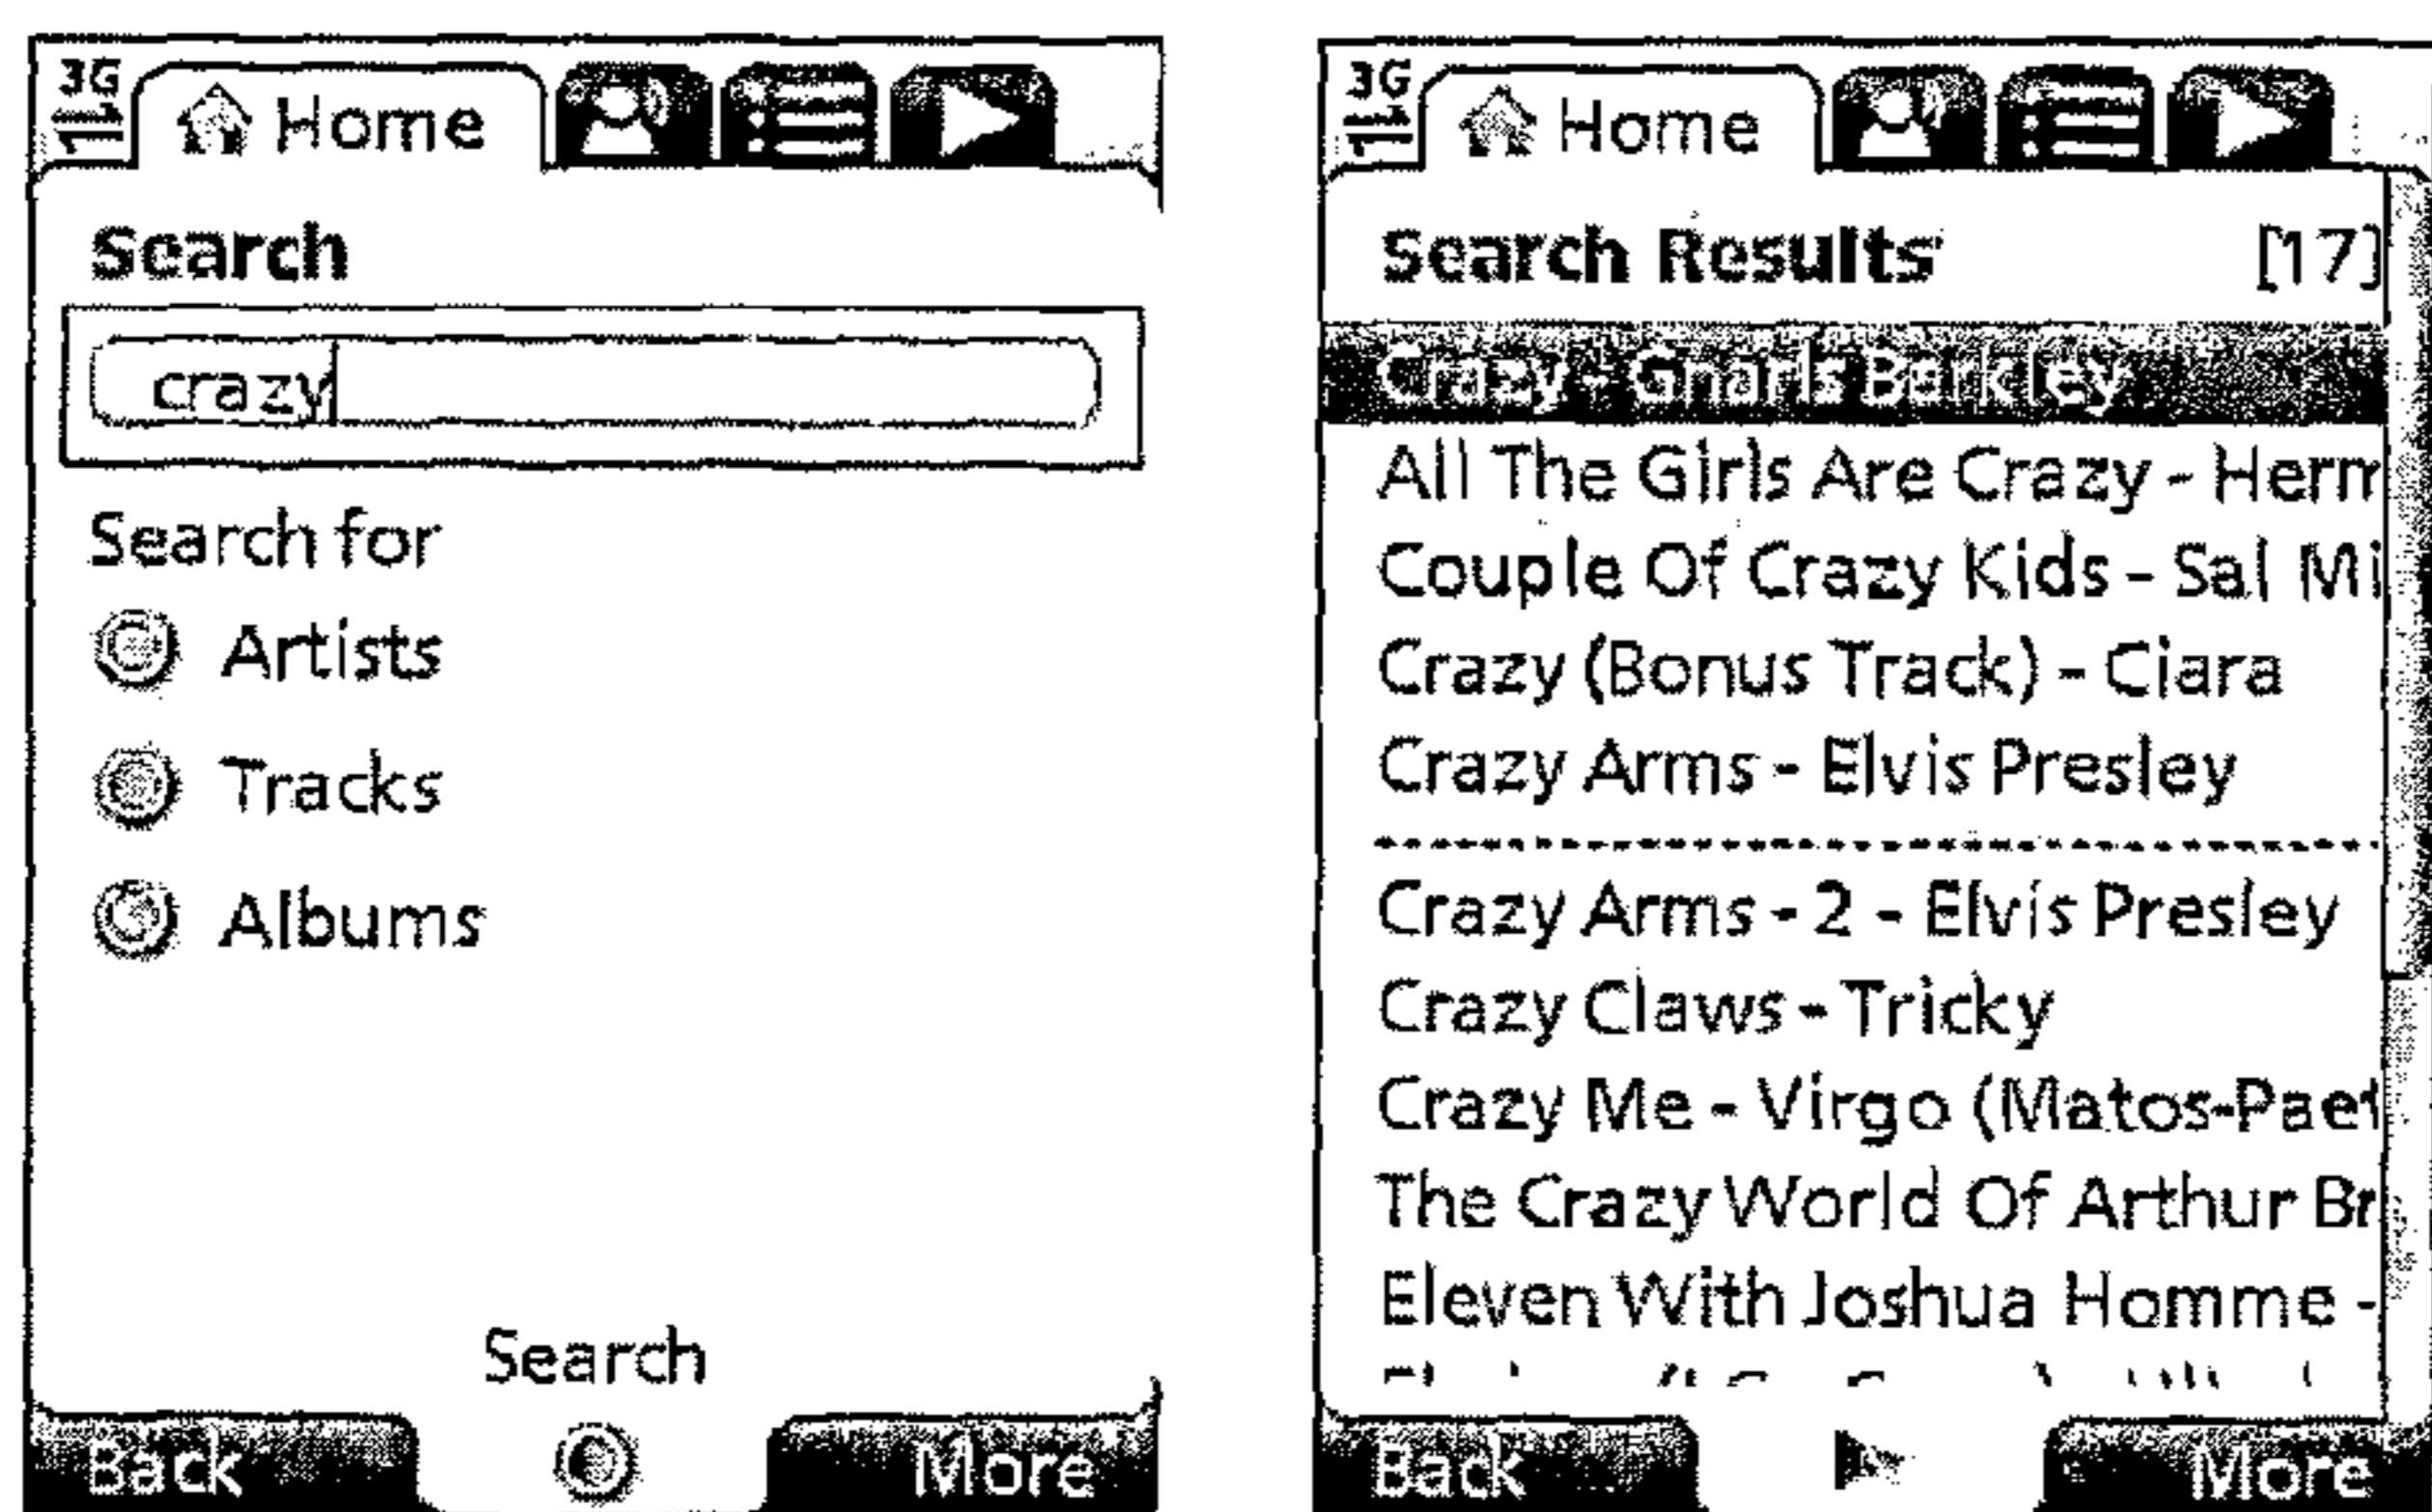 3G
Home
Search
crazy
Search for
Artists
Tracks
Albums
Search
Back More
3G
Home
Search Results [17]
Crazy - Gnarls Barkley
All The Girls Are Crazy - Herm
Couple Of Crazy Kids - Sal Mi
Crazy (Bonus Track) - Ciara
Crazy Arms - Elvis Presley
Crazy Arms - 2 - Elvis Presley
Crazy Claws - Tricky
Crazy Me - Virgo (Matos-Paet
The Crazy World Of Arthur Br
Eleven With Joshua Homme -
Back More